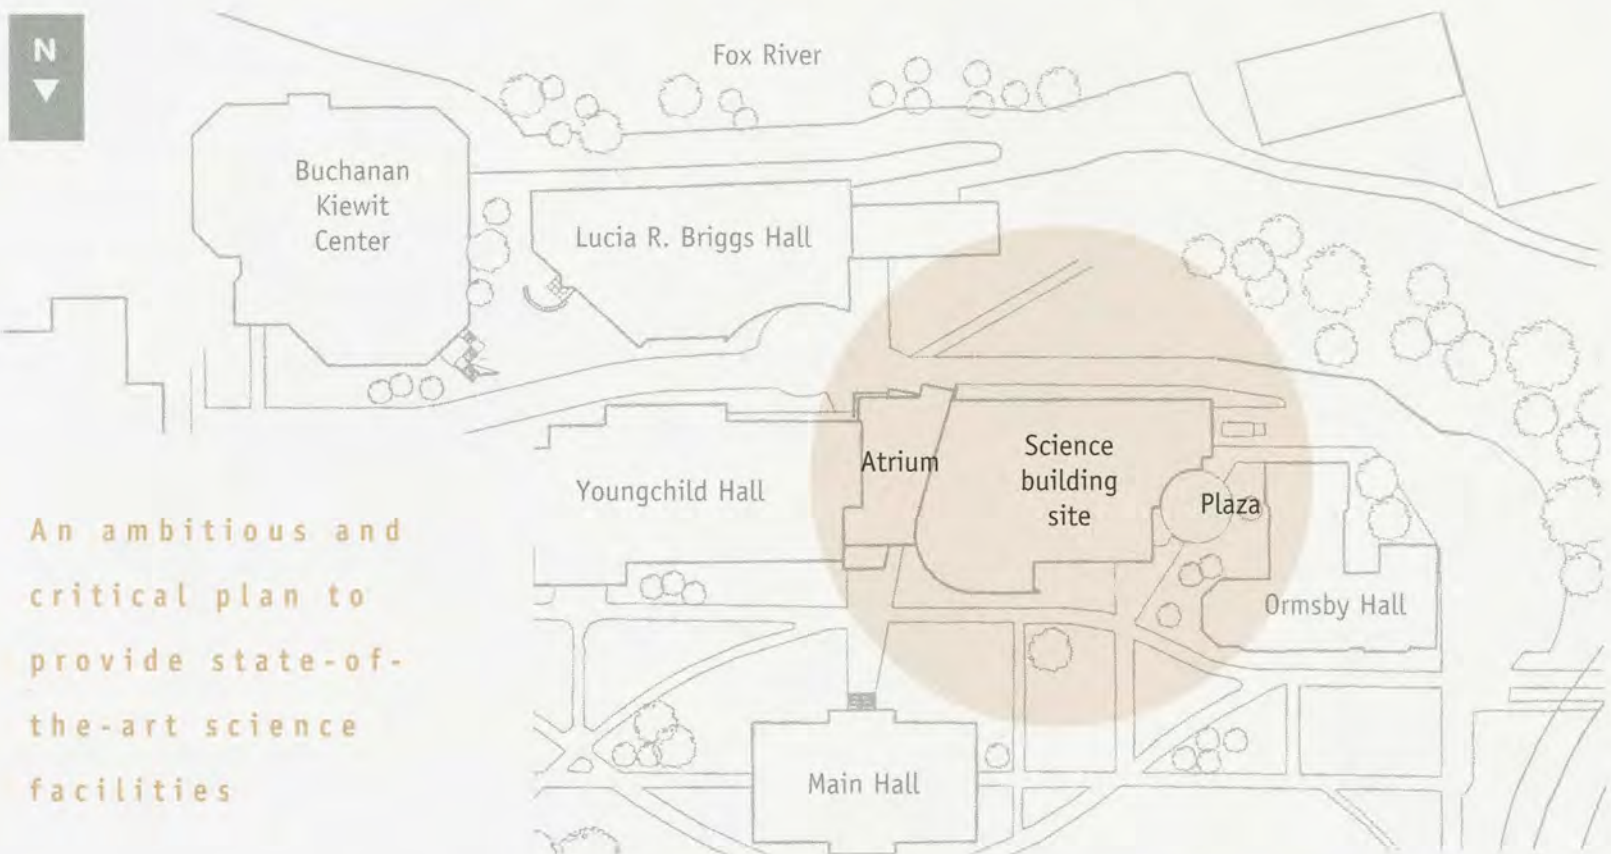 N
Fox River
Buchanan
Kiewit
Center
Lucia R. Briggs Hall
Atrium
Science
building
site
Youngchild Hall
Plaza
An ambitious and
critical plan to
provide state-of-
the-art science
facilities
Ormsby Hall
Main Hall